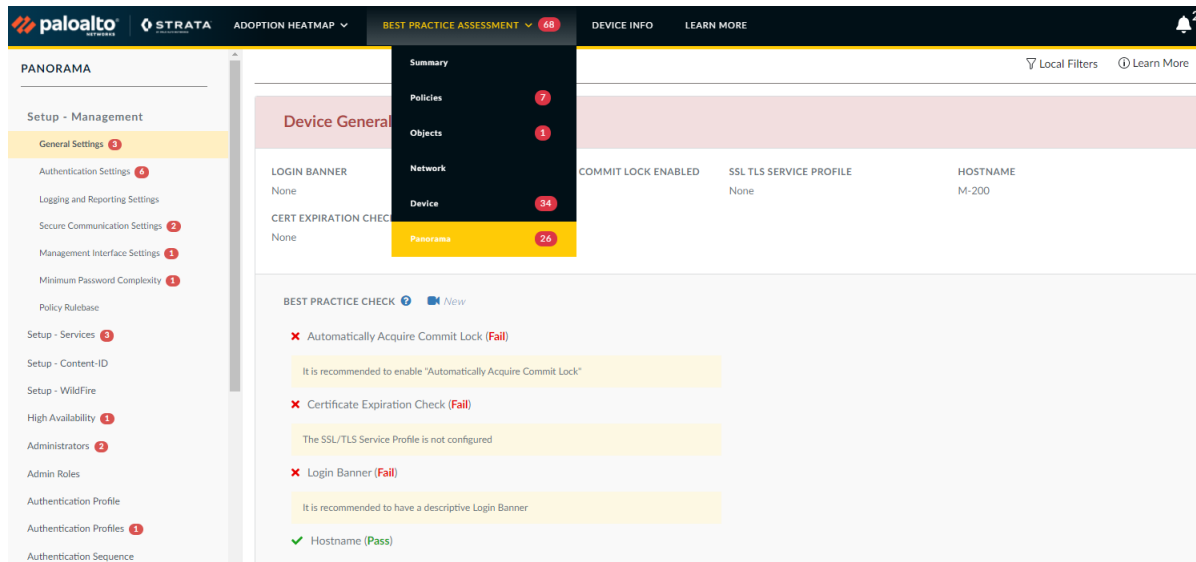 paloalto NETWORKS STRATA ADOPTION HEATMAP BEST PRACTICE ASSESSMENT 68 DEVICE INFO LEARN MORE 2
PANORAMA
Setup - Management
General Settings 3
Authentication Settings 6
Logging and Reporting Settings
Secure Communication Settings 2
Management Interface Settings 1
Minimum Password Complexity 1
Policy Rulebase
Setup - Services 3
Setup - Content-ID
Setup - WildFire
High Availability 1
Administrators 2
Admin Roles
Authentication Profile
Authentication Profiles 1
Authentication Sequence
Summary
Policies 7
Objects 1
Network
Device 34
Panorama 26
Local Filters Learn More
Device General
LOGIN BANNER COMMIT LOCK ENABLED SSL TLS SERVICE PROFILE HOSTNAME
None None M-200
CERT EXPIRATION CHEC
None
BEST PRACTICE CHECK ? New
Automatically Acquire Commit Lock (Fail)
It is recommended to enable "Automatically Acquire Commit Lock"
Certificate Expiration Check (Fail)
The SSL/TLS Service Profile is not configured
Login Banner (Fail)
It is recommended to have a descriptive Login Banner
Hostname (Pass)